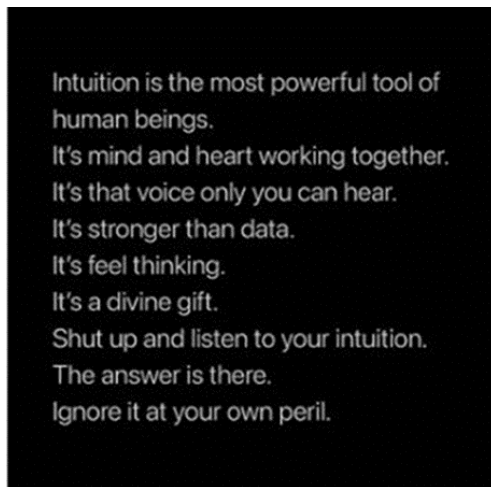 Intuition is the most powerful tool of
human beings.
It's mind and heart working together.
It's that voice only you can hear.
It's stronger than data.
It's feel thinking.
It's a divine gift.
Shut up and listen to your intuition.
The answer is there.
Ignore it at your own peril.